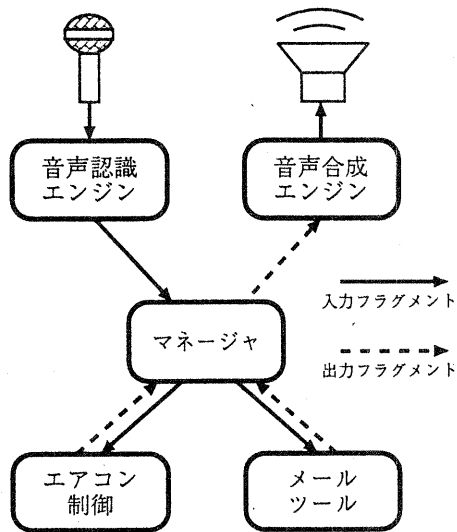 音声認識
エンジン
音声合成
エンジン
入力フラグメント
マネージャ
出力フラグメント
エアコン
制御
メール
ツール